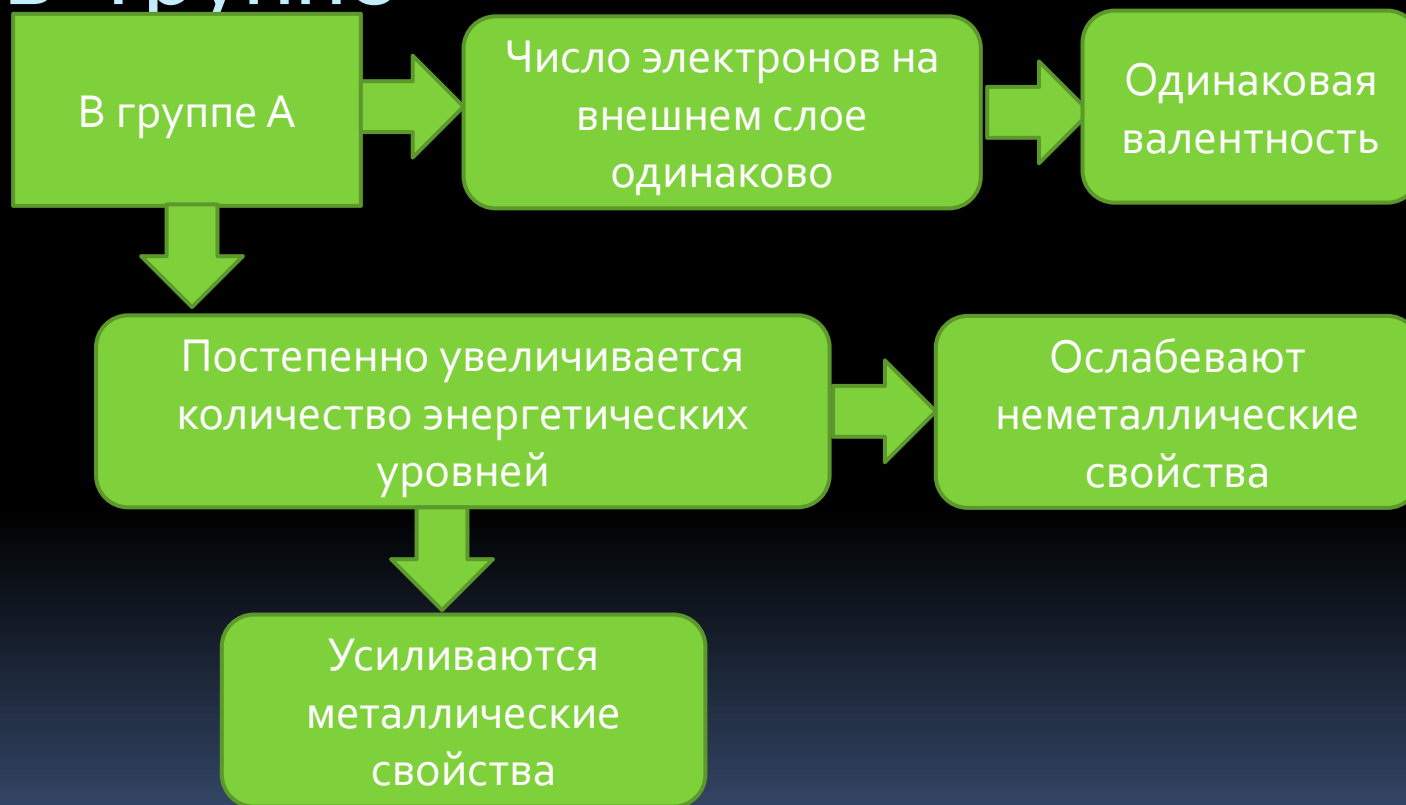 В группе
В группе А
Число электронов на
внешнем слое
одинаково
Одинаковая
валентность
Постепенно увеличивается
количество энергетических
уровней
Ослабевают
неметаллические
свойства
Усиливаются
металлические
свойства